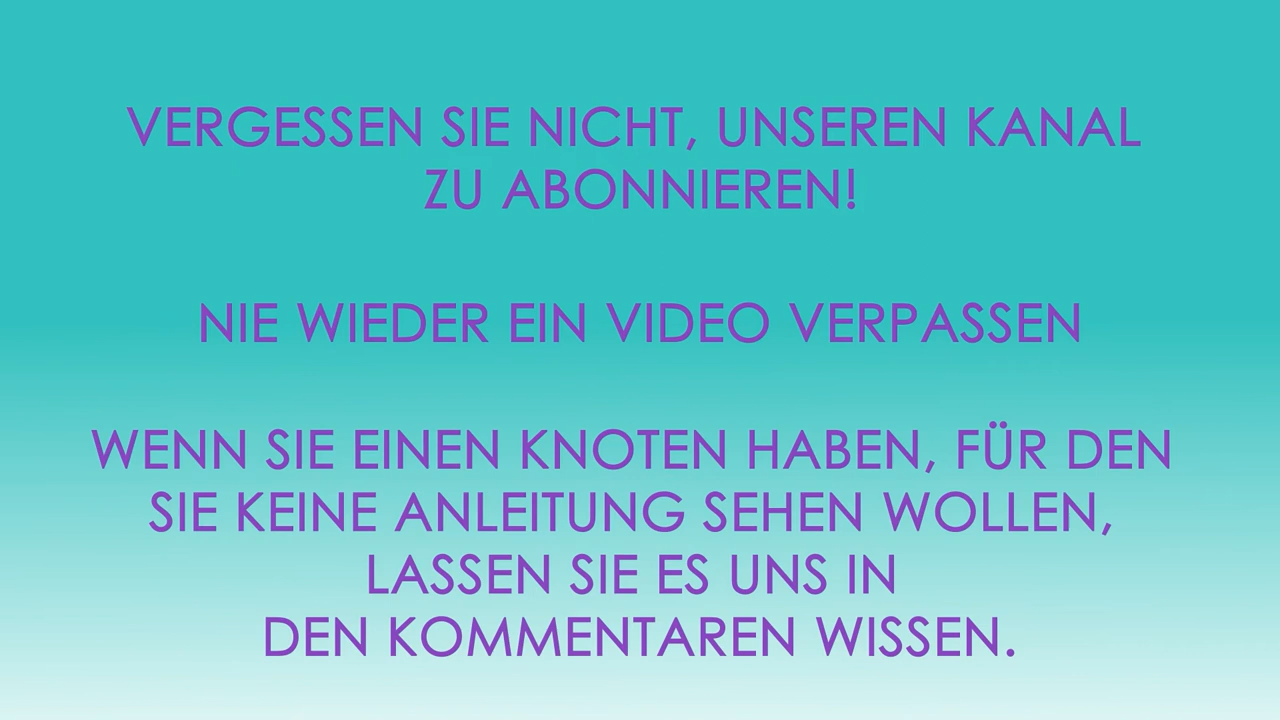 VERGESSEN SIE NICHT, UNSEREN KANAL
ZU ABONNIEREN!
NIE WIEDER EIN VIDEO VERPASSEN
WENN SIE EINEN KNOTEN HABEN, FÜR DEN
SIE KEINE ANLEITUNG SEHEN WOLLEN,
LASSEN SIE ES UNS IN
DEN KOMMENTAREN WISSEN.